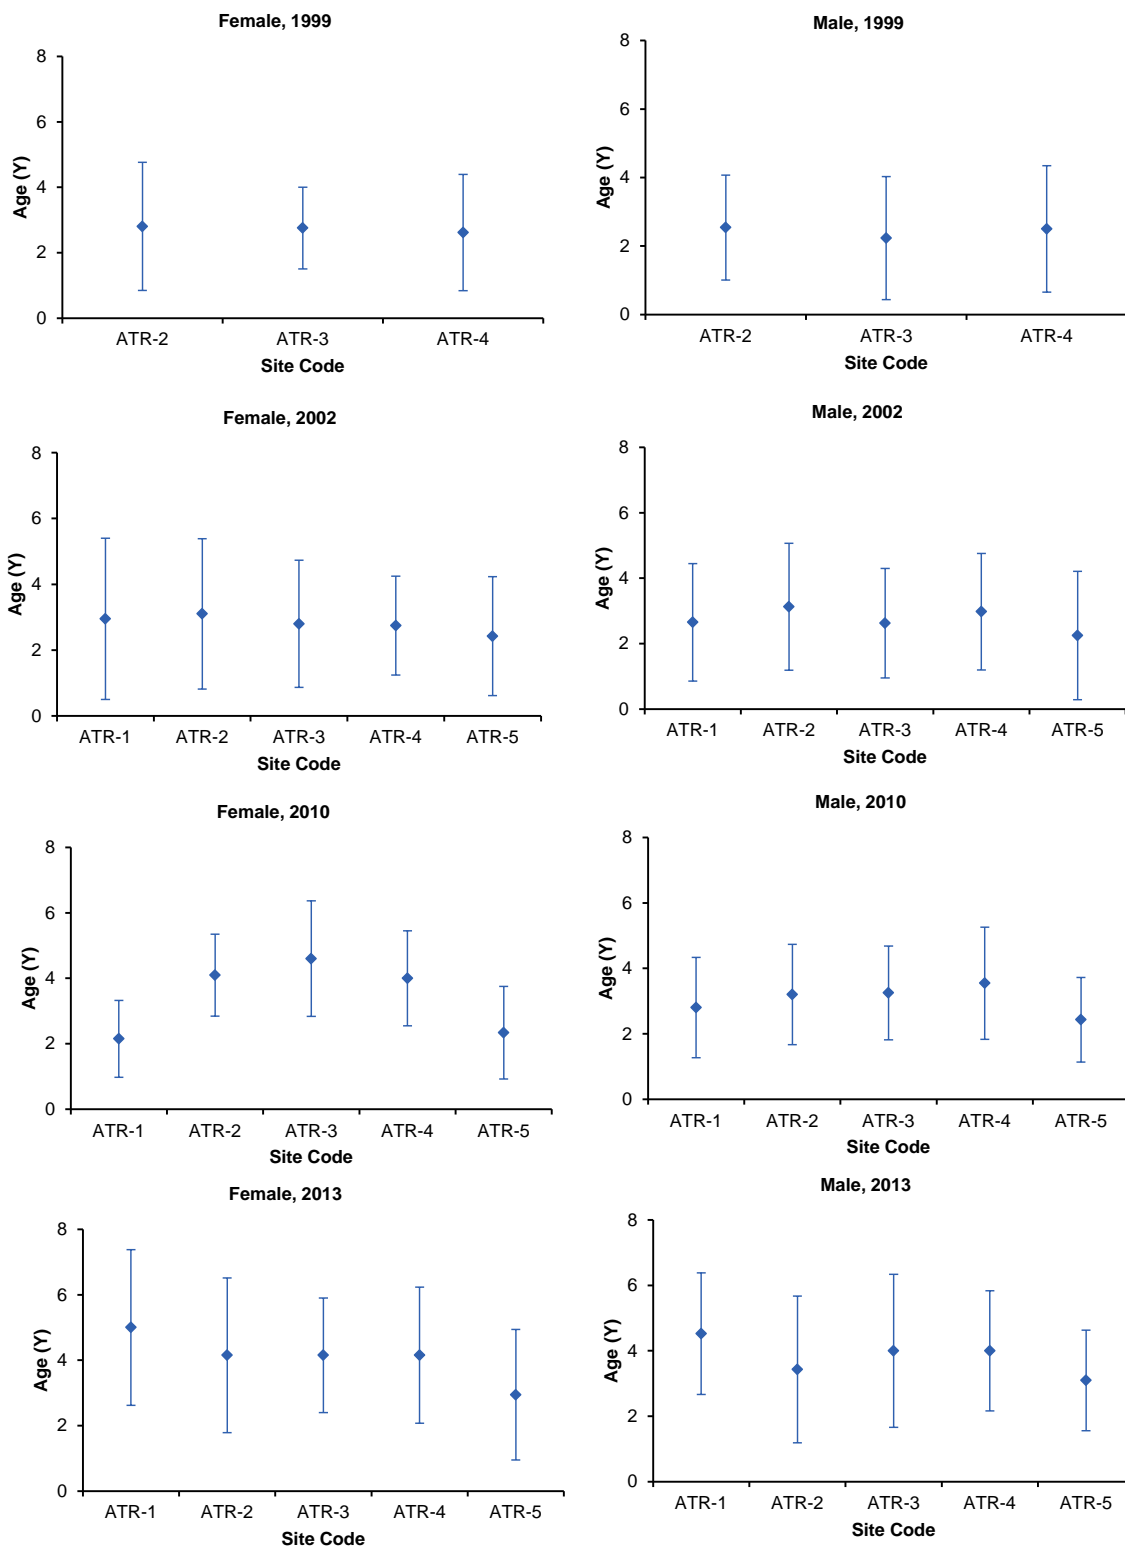 Female, 1999
8
6
4
2
0
Age (Y)
ATR-2 ATR-3 ATR-4
Site Code
Male, 1999
8
6
4
2
0
Age (Y)
ATR-2 ATR-3 ATR-4
Site Code
Female, 2002
8
6
4
2
0
Age (Y)
ATR-1 ATR-2 ATR-3 ATR-4 ATR-5
Site Code
Male, 2002
8
6
4
2
0
Age (Y)
ATR-1 ATR-2 ATR-3 ATR-4 ATR-5
Site Code
Female, 2010
8
6
4
2
0
Age (Y)
ATR-1 ATR-2 ATR-3 ATR-4 ATR-5
Site Code
Male, 2010
8
6
4
2
0
Age (Y)
ATR-1 ATR-2 ATR-3 ATR-4 ATR-5
Site Code
Female, 2013
8
6
4
2
0
Age (Y)
ATR-1 ATR-2 ATR-3 ATR-4 ATR-5
Site Code
Male, 2013
8
6
4
2
0
Age (Y)
ATR-1 ATR-2 ATR-3 ATR-4 ATR-5
Site Code